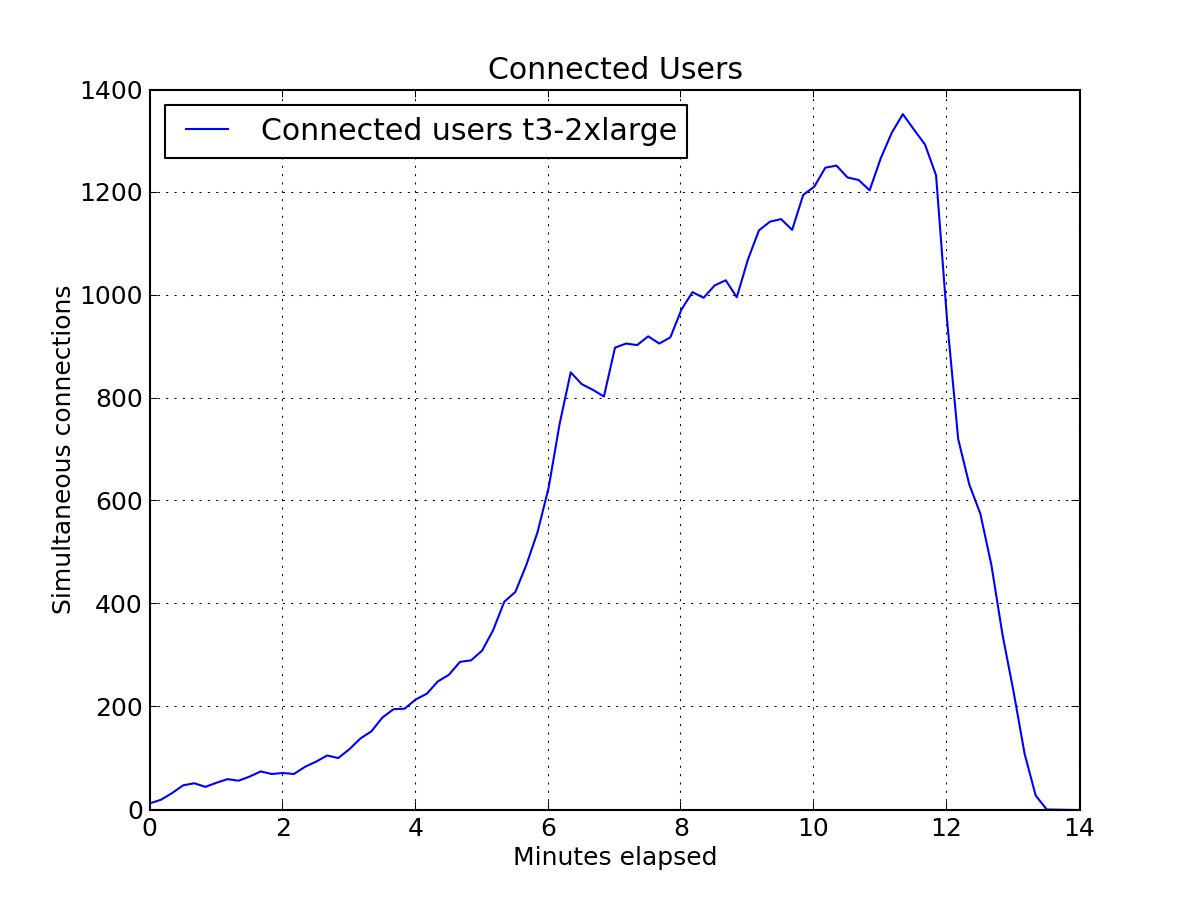 Connected Users
Connected users t3-2xlarge
1400
1200
1000
800
600
400
200
0
Simultaneous connections
0 2 4 6 8 10 12 14
Minutes elapsed